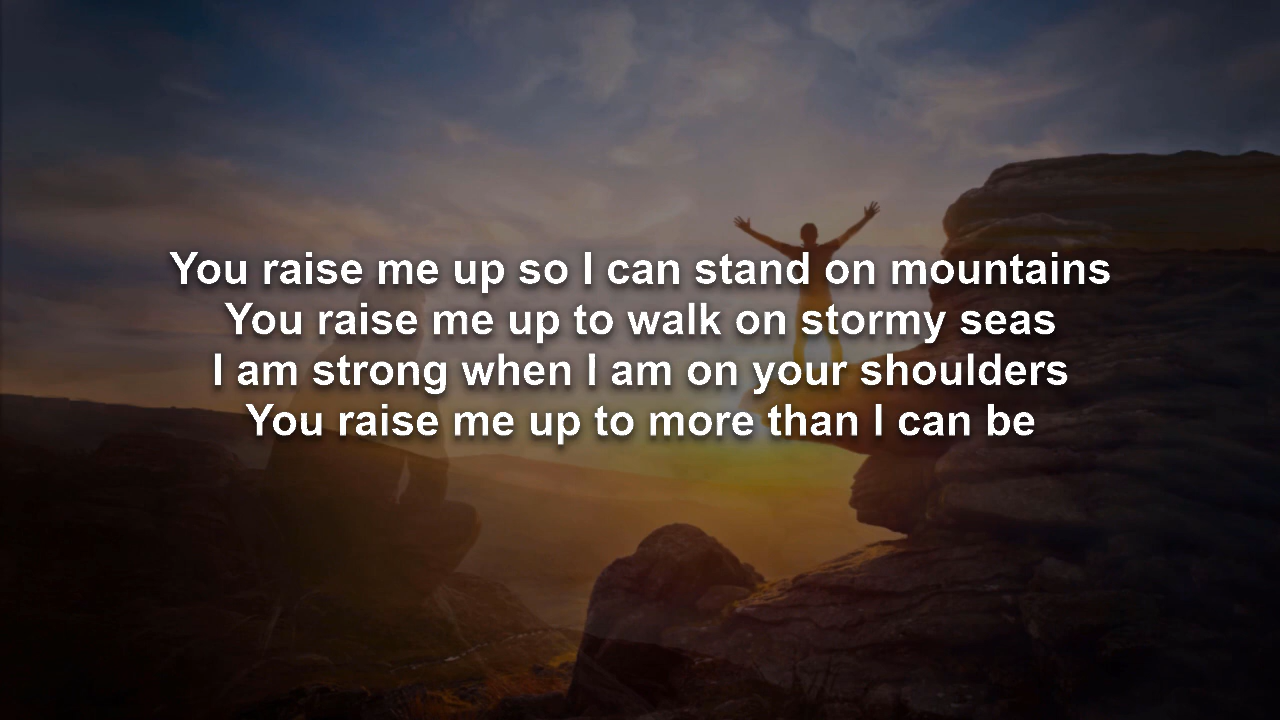 You raise me up so I can stand on mountains
You raise me up to walk on stormy seas
I am strong when I am on your shoulders
You raise me up to more than I can be